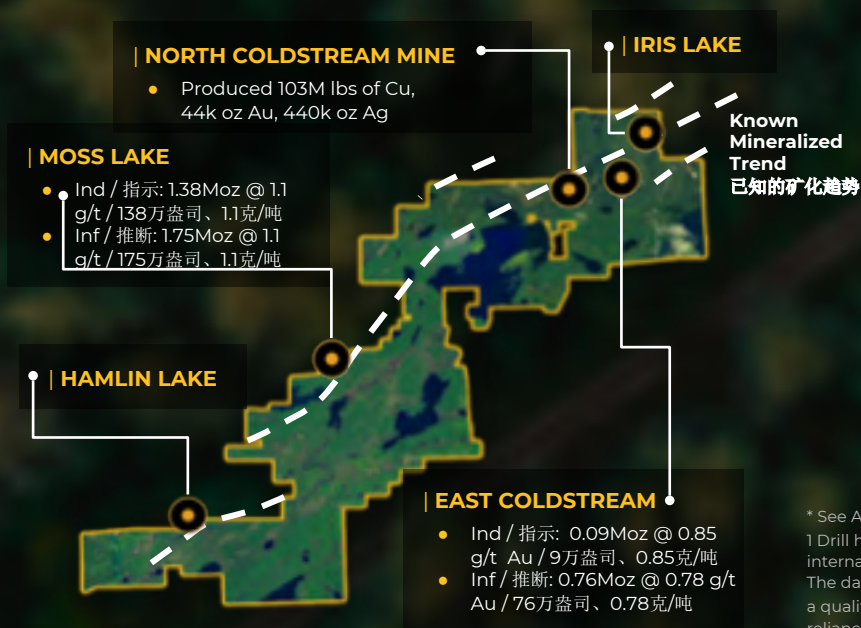 | NORTH COLDSTREAM MINE
● Produced 103M lbs of Cu,
44k oz Au, 440k oz Ag
| IRIS LAKE
Known
Mineralized
Trend
已知的矿化趋势
| MOSS LAKE
● Ind / 指示: 1.38Moz @ 1.1
g/t / 138万盎司、1.1克/吨
● Inf / 推断: 1.75Moz @ 1.1
g/t / 175万盎司、1.1克/吨
| HAMLIN LAKE
| EAST COLDSTREAM
● Ind / 指示: 0.09Moz @ 0.85
g/t Au / 9万盎司、0.85克/吨
● Inf / 推断: 0.76Moz @ 0.78 g/t
Au / 76万盎司、0.78克/吨
* See A
1 Drill h
interna
The da
a qualif